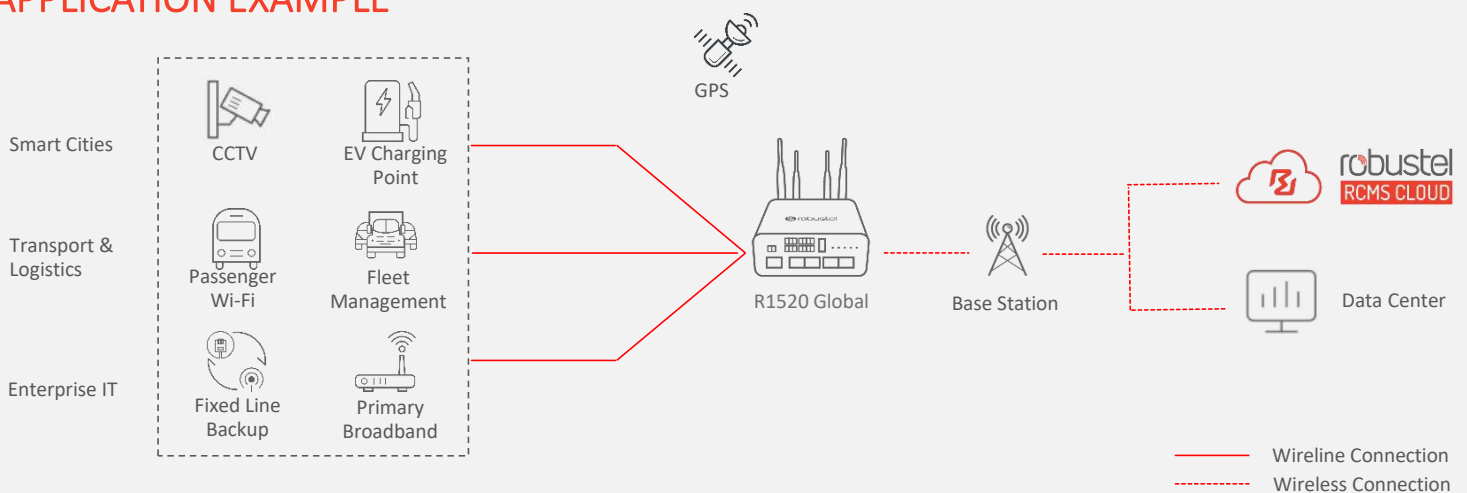 APPLICATION EXAMPLE
GPS
Smart Cities
CCTV
EV Charging
Point
Transport &
Logistics
Passenger
Wi-Fi
Fleet
Management
Enterprise IT
Fixed Line
Backup
Primary
Broadband
robustel
R1520 Global
Base Station
robustel
RCMS CLOUD
Data Center
Wireline Connection
Wireless Connection